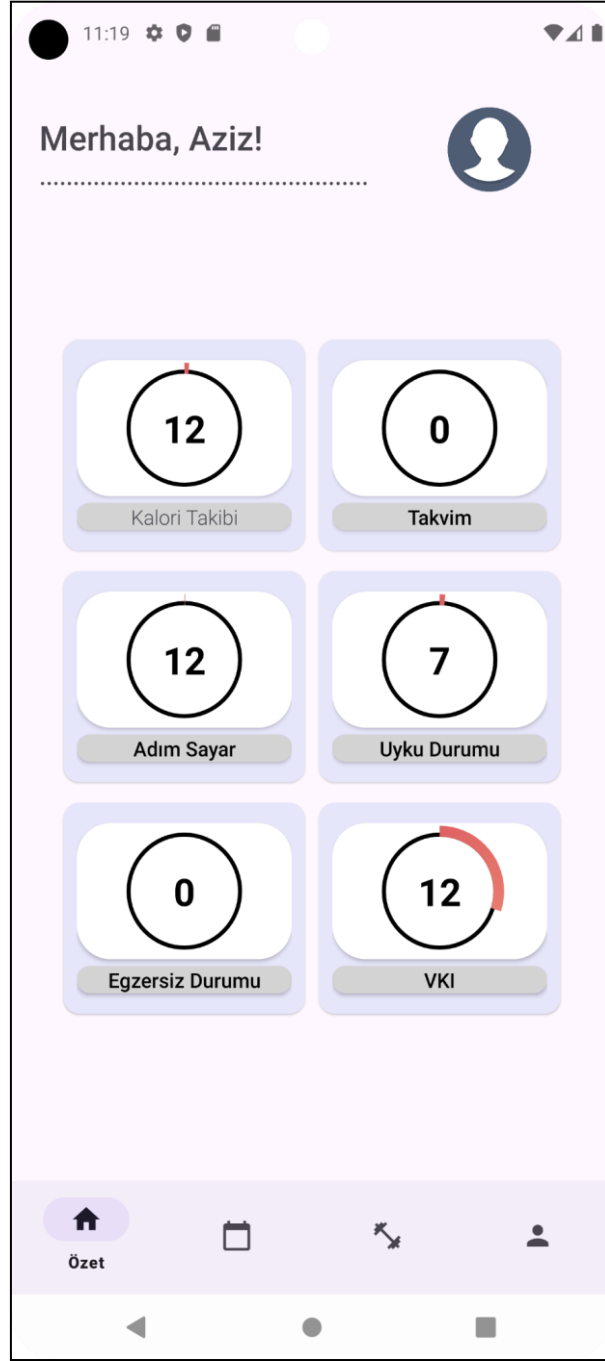 11:19
Merhaba, Aziz!
12
0
Kalori Takibi
Takvim
12
7
Adım Sayar
Uyku Durumu
0
12
Egzersiz Durumu
VKI
Özet